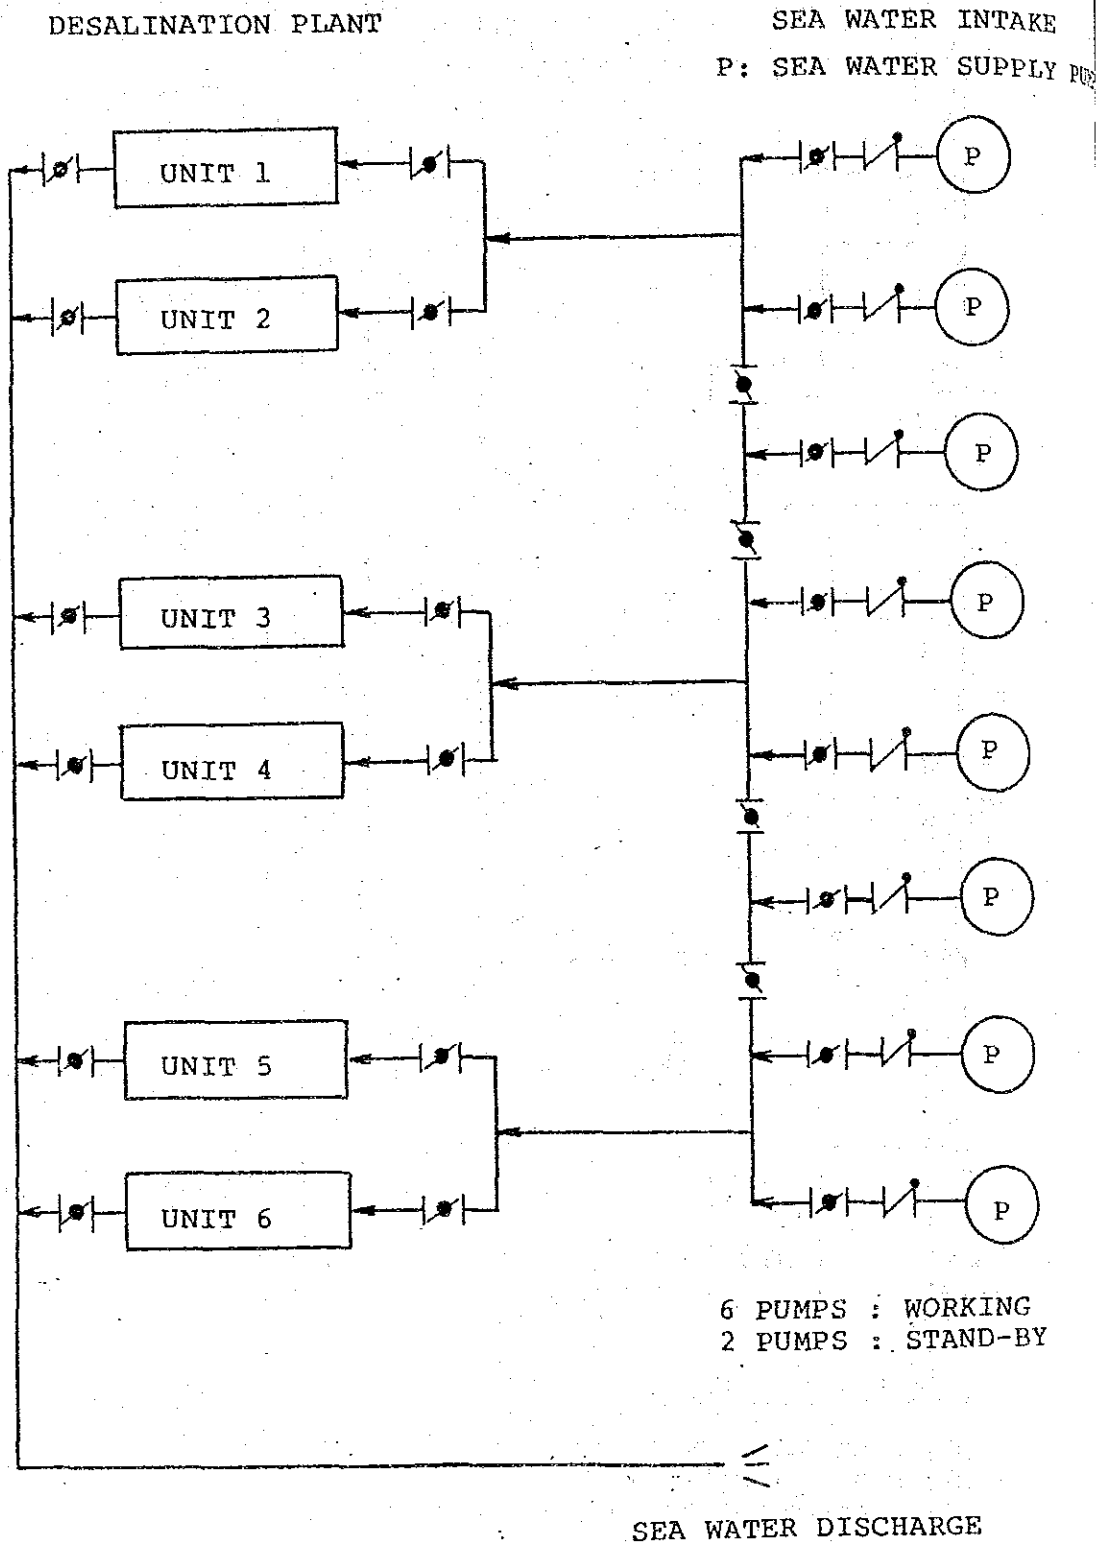 DESALINATION PLANT
SEA WATER INTAKE
P: SEA WATER SUPPLY
UNIT 1
P
UNIT 2
P
P
UNIT 3
P
UNIT 4
P
P
UNIT 5
P
UNIT 6
P
6 PUMPS : WORKING
2 PUMPS : STAND-BY
SEA WATER DISCHARGE